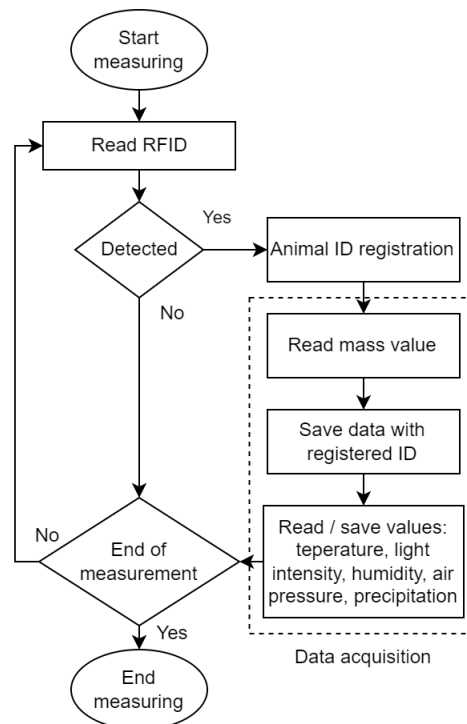 Start
measuring
Read RFID
Detected
Yes
Animal ID registration
No
Read mass value
Save data with
registered ID
Read / save values:
teperature, light
intensity, humidity, air
pressure, precipitation
Data acquisition
No
End of
measurement
Yes
End
measuring